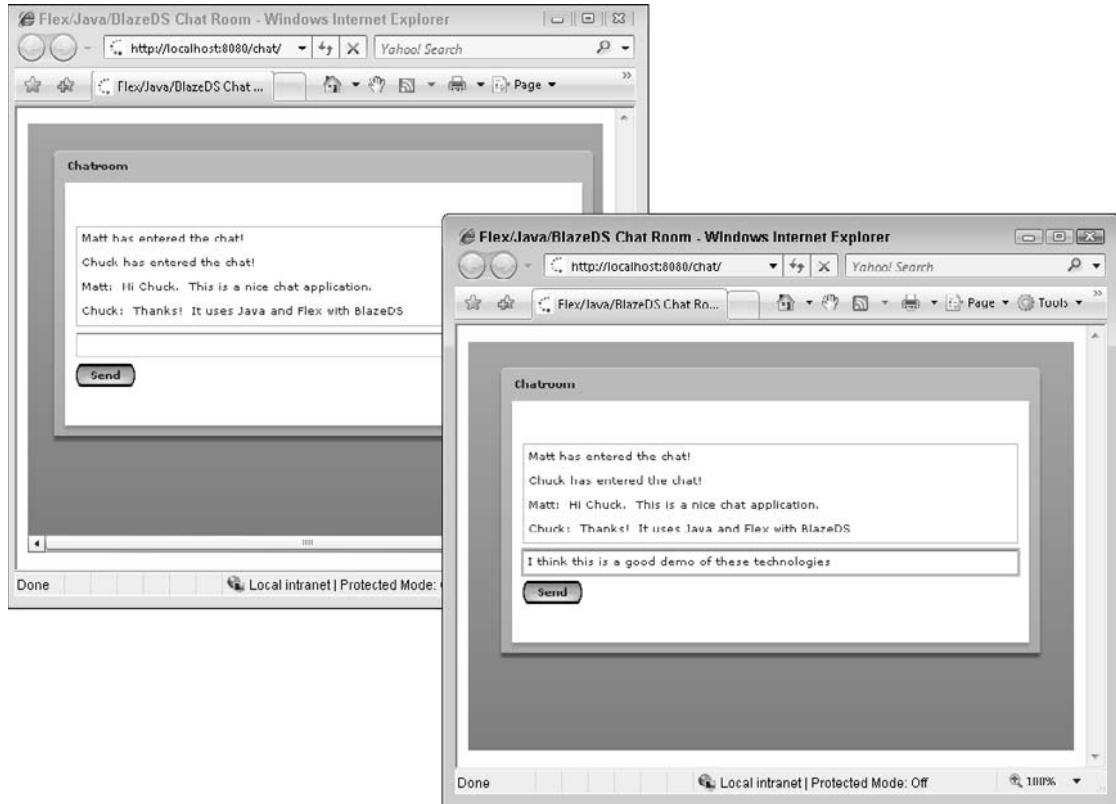 Flex/Java/BlazeDS Chat Room - Windows Internet Explorer
http://localhost:8080/chat/
Yahoo! Search
Flex/Java/BlazeDS Chat ...
Page
Chatroom
Matt has entered the chat!
Chuck has entered the chat!
Matt: Hi Chuck. This is a nice chat application.
Chuck: Thanks! It uses Java and Flex with BlazeDS
Send
Done
Local intranet | Protected Mode:
Flex/Java/BlazeDS Chat Room - Windows Internet Explorer
http://localhost:8080/chat/
Yahoo! Search
Flex/Java/BlazeDS Chat Ro...
Page
Tools
Chatroom
Matt has entered the chat!
Chuck has entered the chat!
Matt: Hi Chuck. This is a nice chat application.
Chuck: Thanks! It uses Java and Flex with BlazeDS
I think this is a good demo of these technologies
Send
Done
Local intranet | Protected Mode: Off
100%